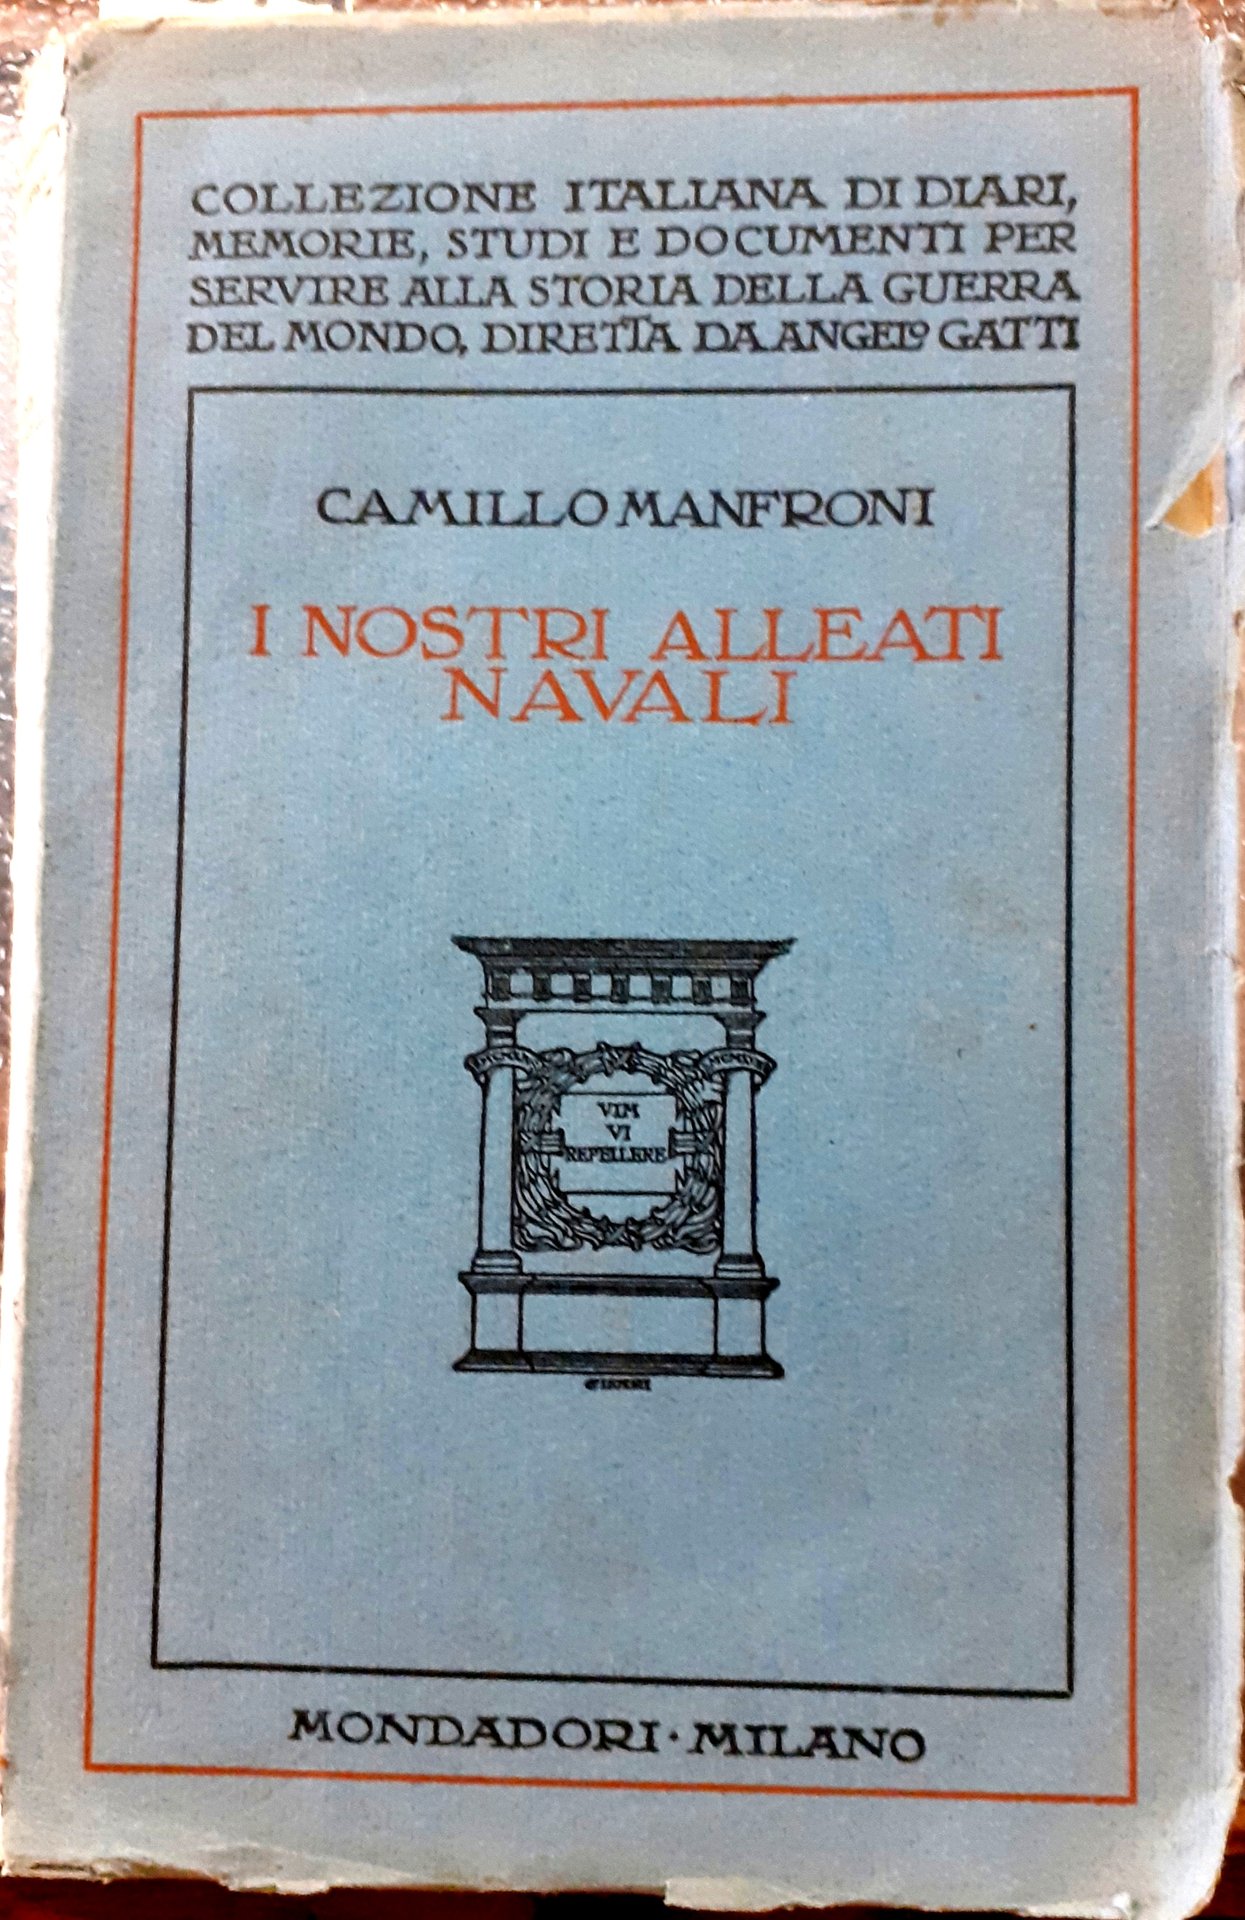 COLLEZIONE ITALIANA DI DIARI,
MEMORIE, STUDI E DOCUMENTI PER
SERVIRE ALLA STORIA DELLA GUERRA
DEL MONDO, DIRETTA DA ANGELO GATTI
CAMILLO MANFRONI
I NOSTRI ALLEATI
NAVALI
VIM
VI
REPELLERE
MONDADORI · MILANO